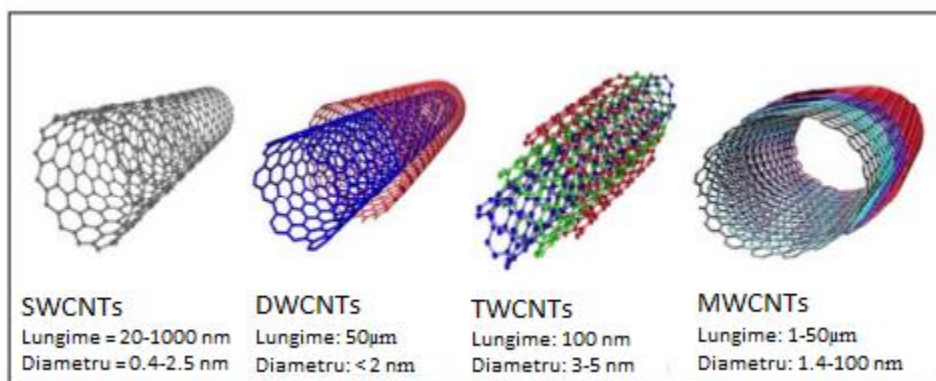 SWCNTs
Lungime = 20-1000 nm
Diametru = 0.4-2.5 nm
DWCNTs
Lungime: 50μm
Diametru: < 2 nm
TWCNTs
Lungime: 100 nm
Diametru: 3-5 nm
MWCNTs
Lungime: 1-50μm
Diametru: 1.4-100 nm